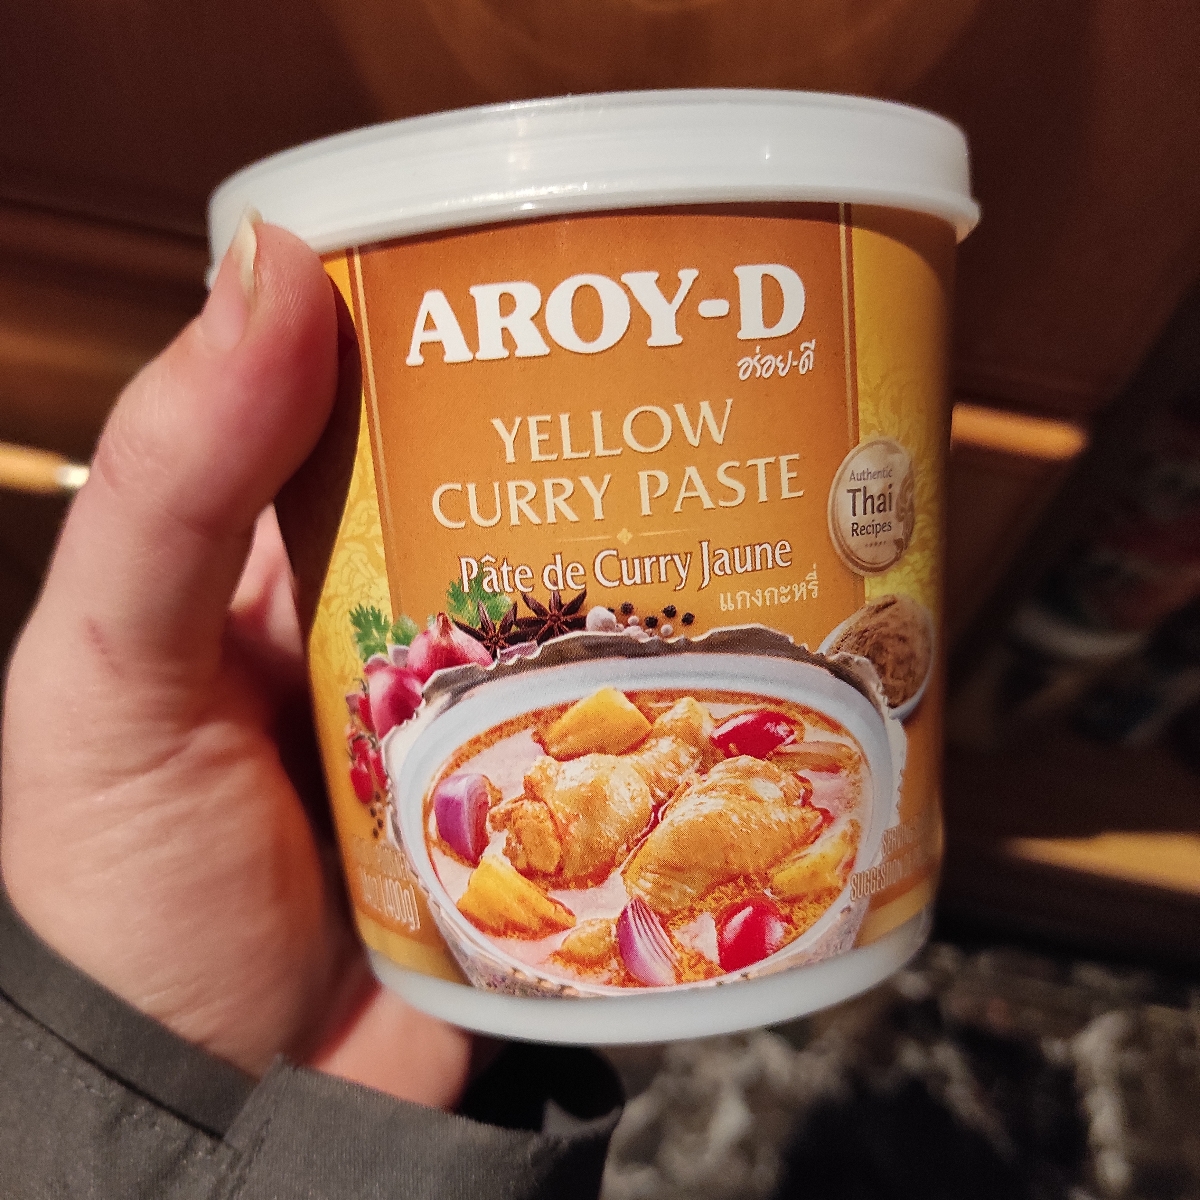 AROY-D
อร่อย-ดี
YELLOW
CURRY PASTE
Authentic
Thai
Recipes
Pâte de Curry Jaune
แกงกะหรี่
(400g)